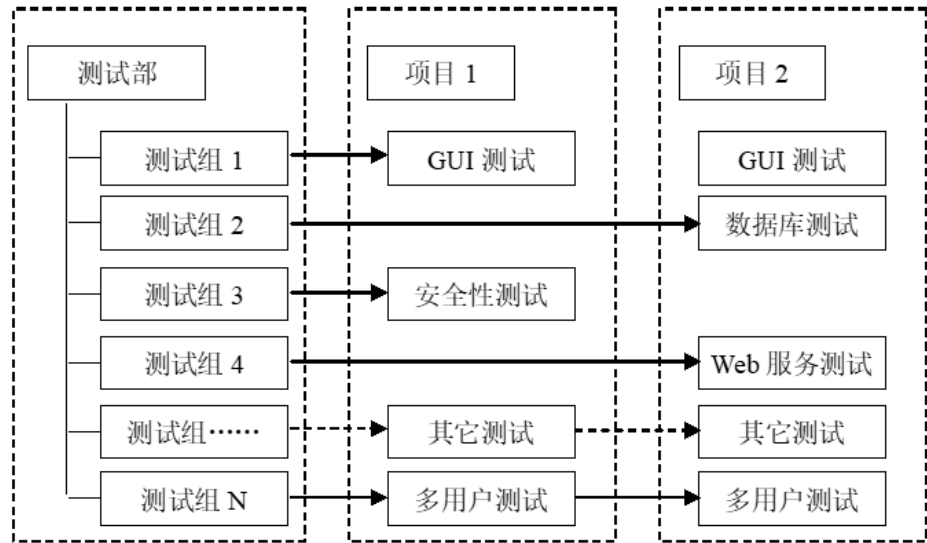 测试部
项目 1
项目 2
测试组 1
GUI 测试
GUI 测试
测试组 2
数据库测试
测试组 3
安全性测试
测试组 4
Web 服务测试
测试组……
其它测试
其它测试
测试组 N
多用户测试
多用户测试